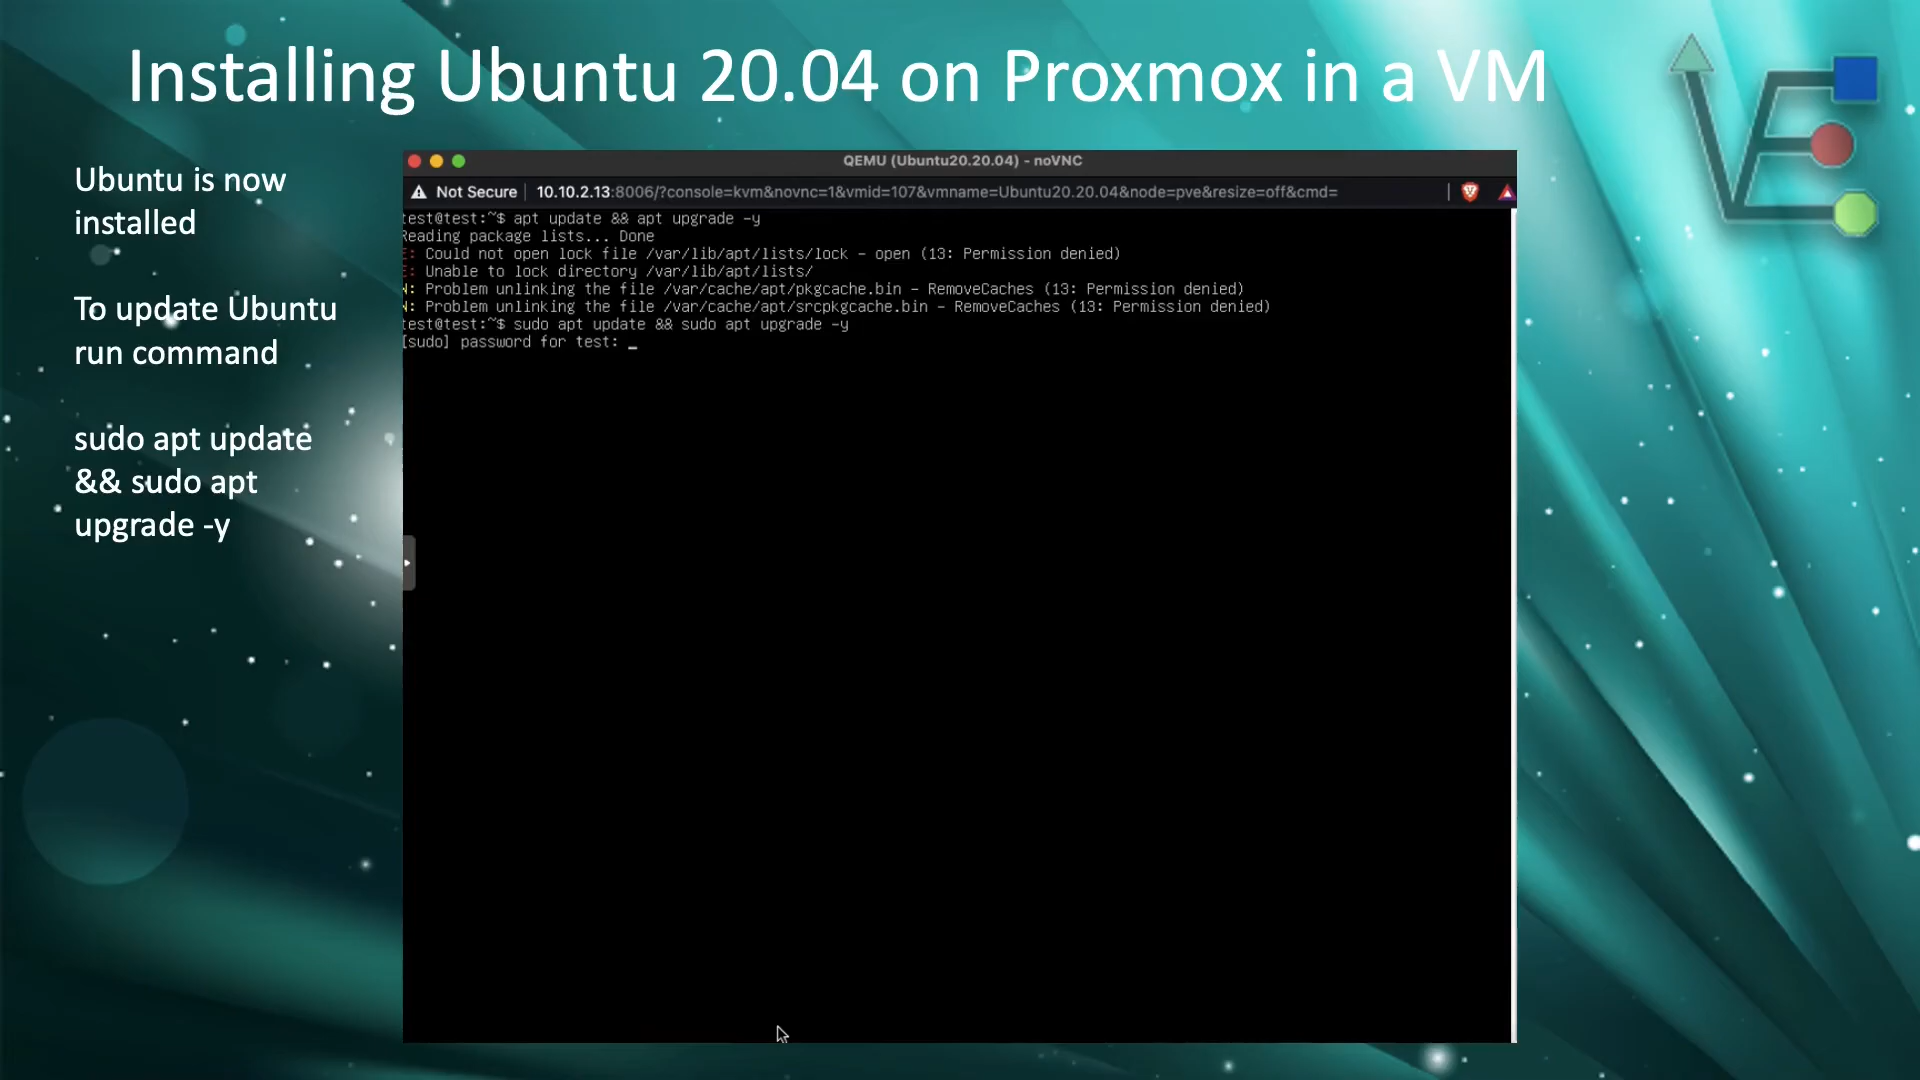 Installing Ubuntu 20.04 on Proxmox in a VM
Ubuntu is now
installed
To update Ubuntu
run command
sudo apt update
&& sudo apt
upgrade -y
QEMU (Ubuntu20.20.04) - noVNC
Not Secure | 10.10.2.13:8006/?console=kvm&novnc=1&vmid=107&vmname=Ubuntu20.20.04&node=pve&resize=off&cmd=
test@test:~$ apt update && apt upgrade -y
Reading package lists... Done
E: Could not open lock file /var/lib/apt/lists/lock - open (13: Permission denied)
E: Unable to lock directory /var/lib/apt/lists/
N: Problem unlinking the file /var/cache/apt/pkgcache.bin - RemoveCaches (13: Permission denied)
N: Problem unlinking the file /var/cache/apt/srcpkgcache.bin - RemoveCaches (13: Permission denied)
test@test:~$ sudo apt update && sudo apt upgrade -y
[sudo] password for test: _